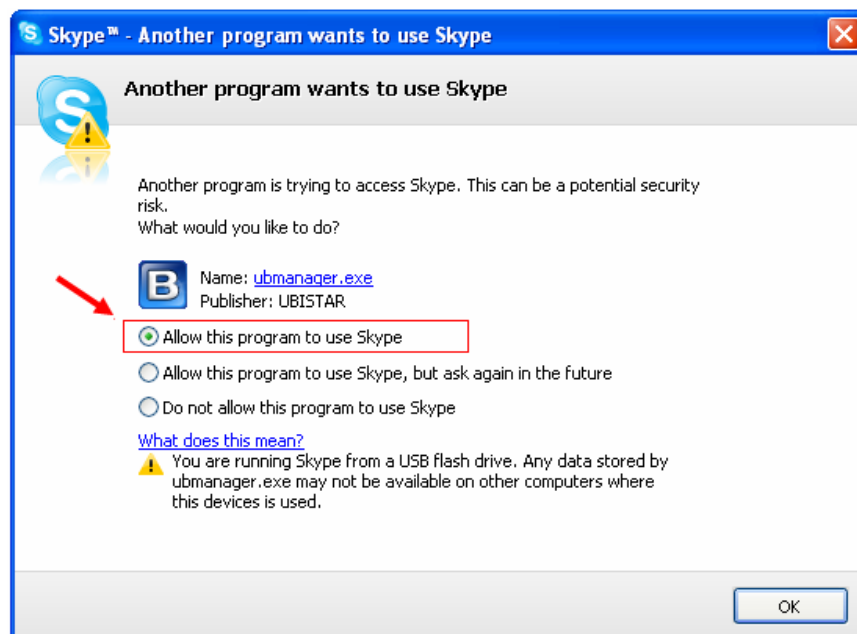 Skype™ - Another program wants to use Skype
Another program wants to use Skype
Another program is trying to access Skype. This can be a potential security
risk.
What would you like to do?
Name: ubmanager.exe
Publisher: UBISTAR
Allow this program to use Skype
Allow this program to use Skype, but ask again in the future
Do not allow this program to use Skype
What does this mean?
You are running Skype from a USB flash drive. Any data stored by
ubmanager.exe may not be available on other computers where
this devices is used.
OK